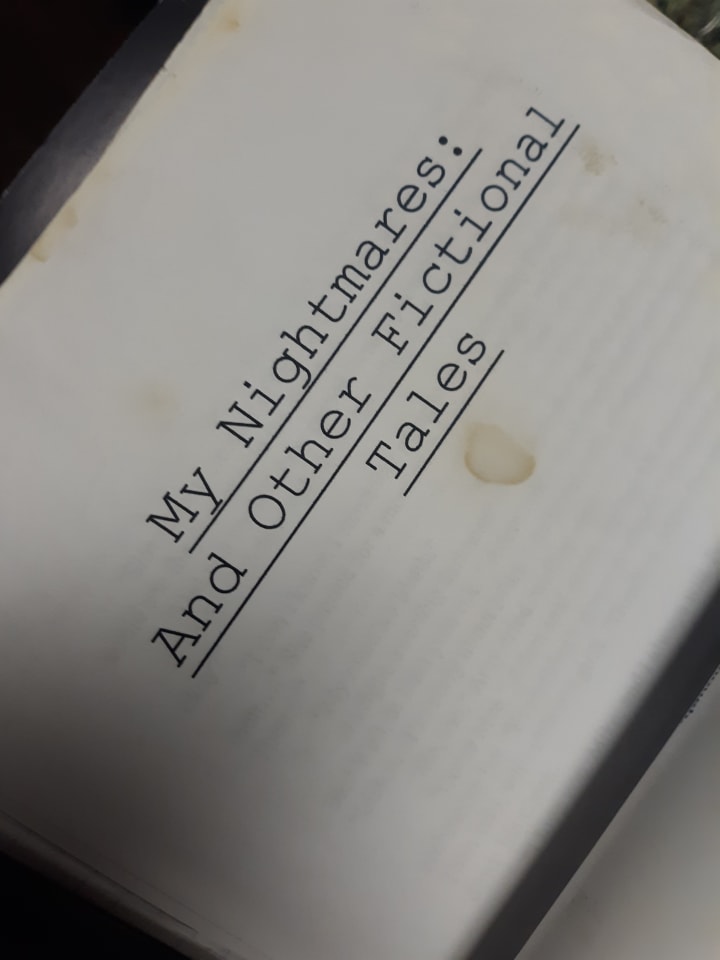 My Nightmares:
And Other Fictional
Tales